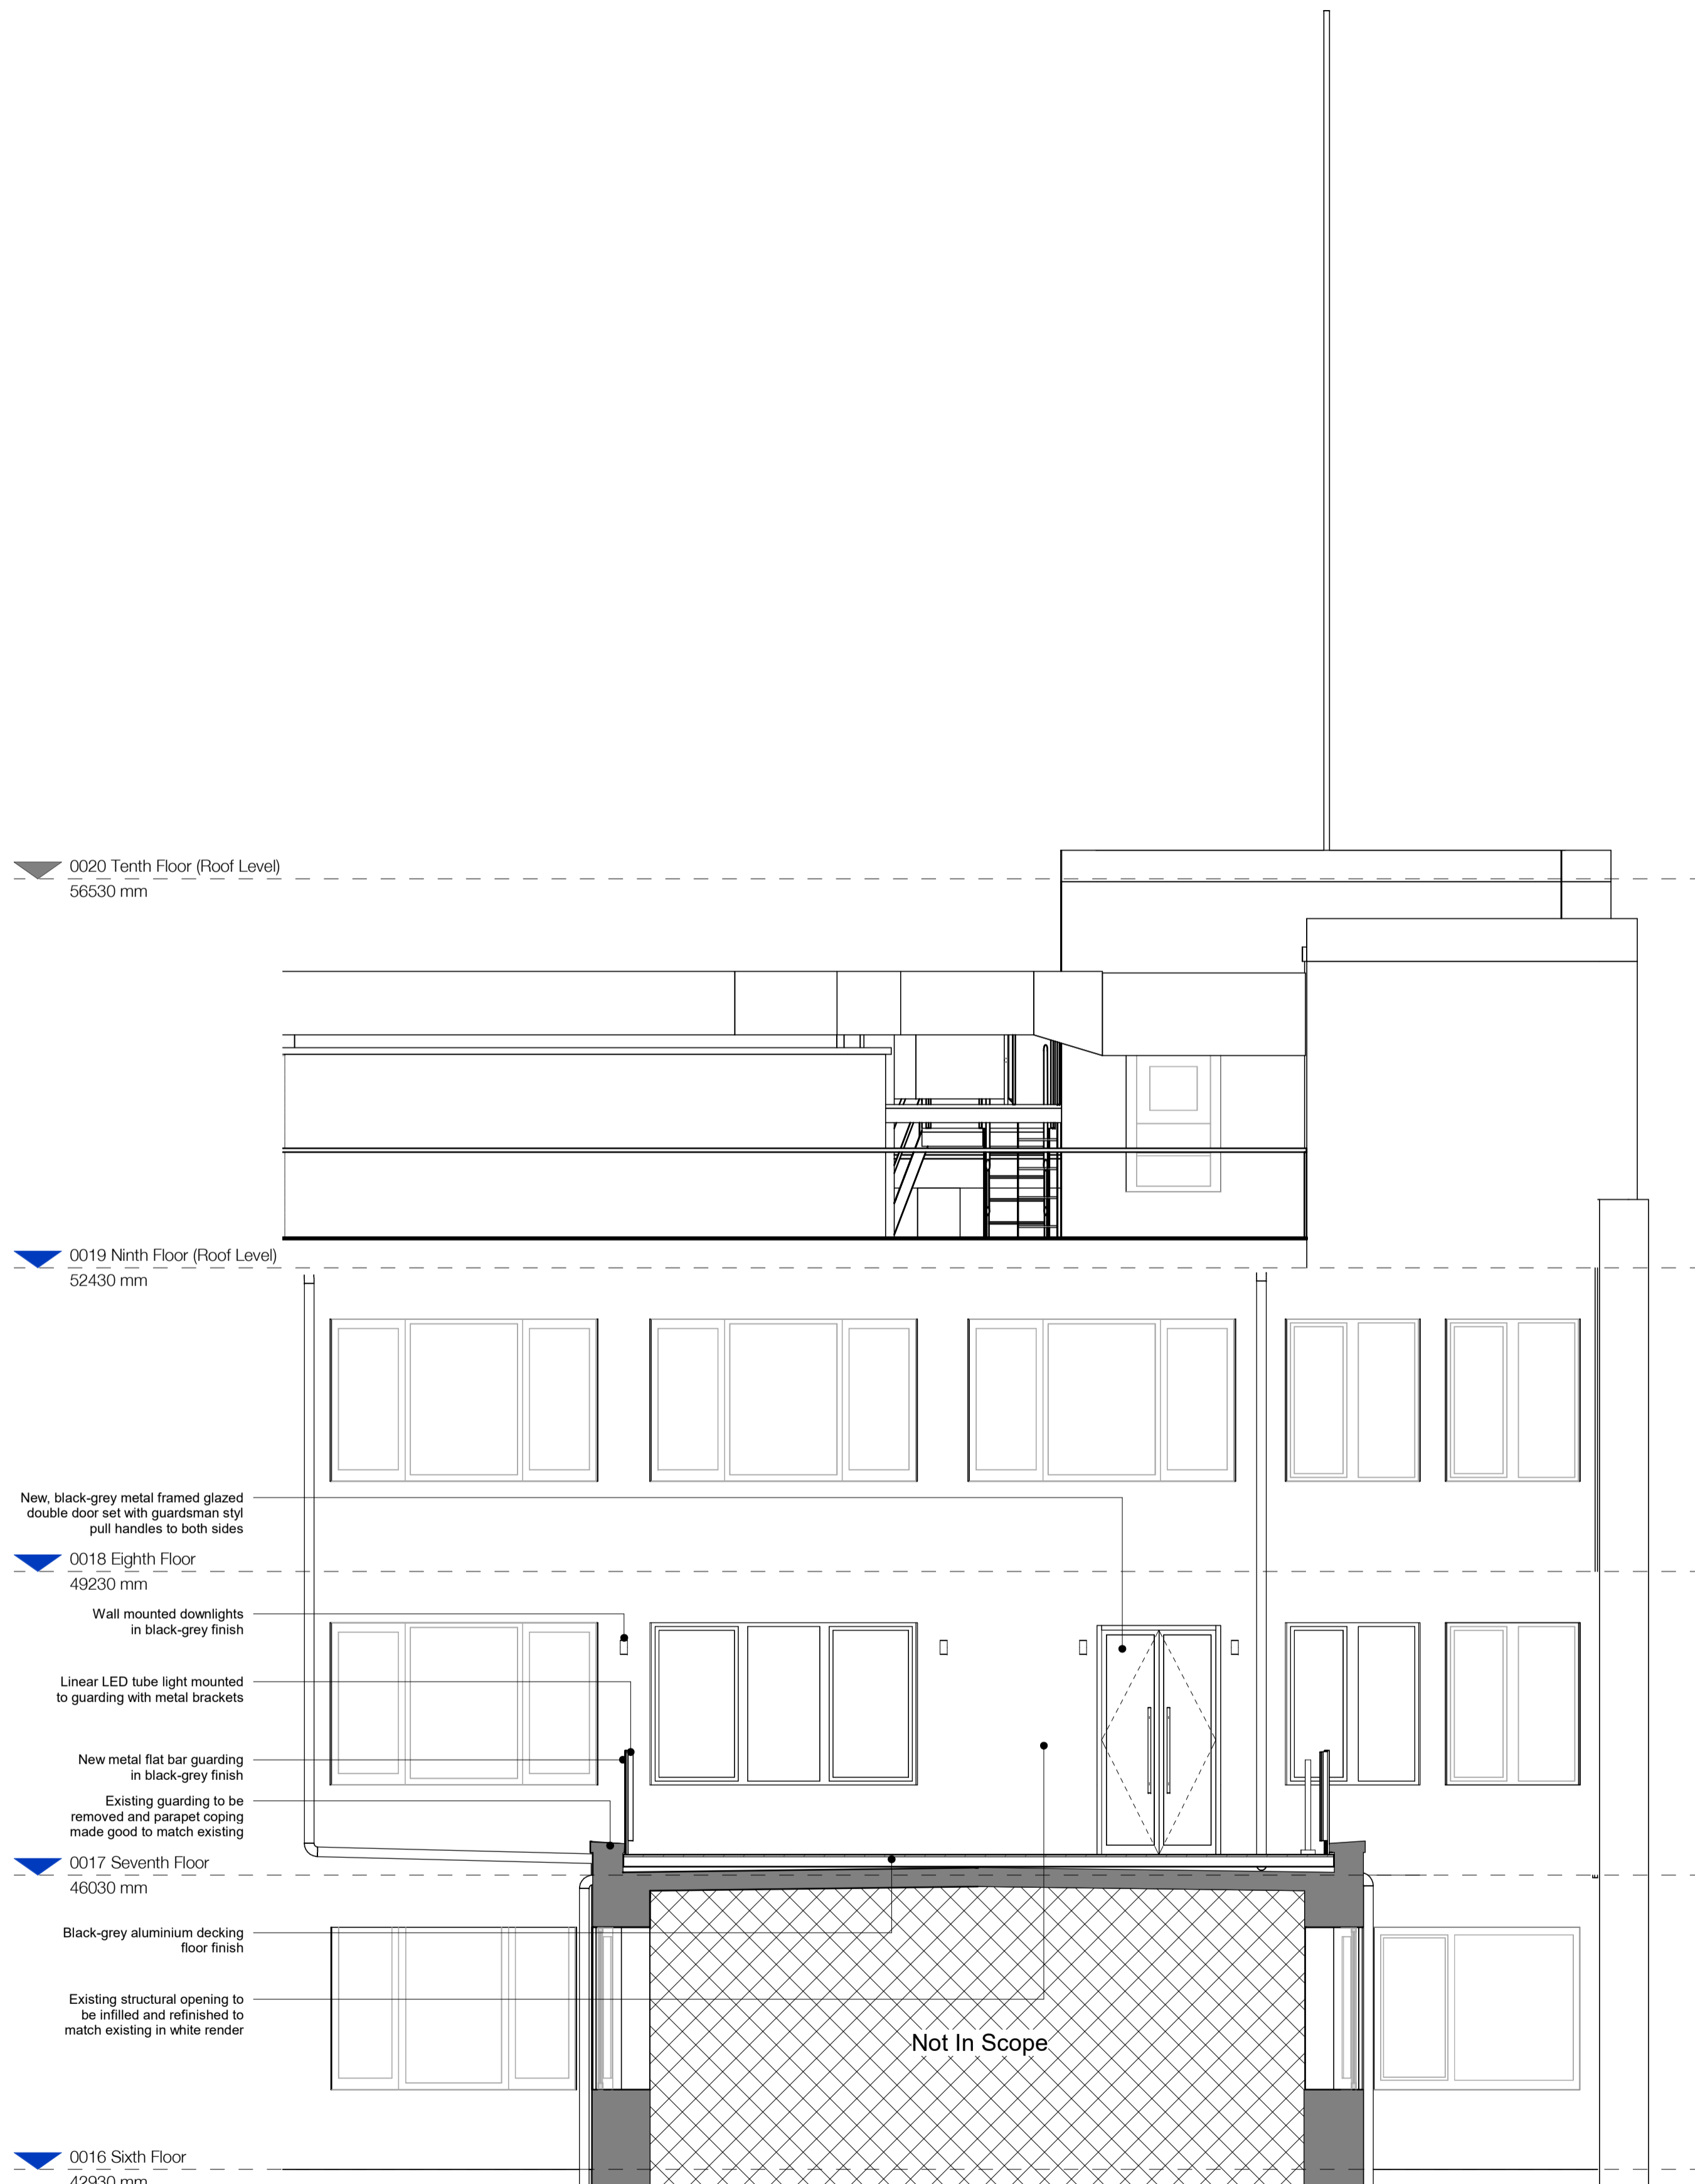 0020 Tenth Floor (Roof Level)
56530 mm
0019 Ninth Floor (Roof Level)
52430 mm
New, black-grey metal framed glazed
double door set with guardsman styl
pull handles to both sides
0018 Eighth Floor
49230 mm
Wall mounted downlights
in black-grey finish
Linear LED tube light mounted
to guarding with metal brackets
New metal flat bar guarding
in black-grey finish
Existing guarding to be
removed and parapet coping
made good to match existing
0017 Seventh Floor
46030 mm
Black-grey aluminium decking
floor finish
Existing structural opening to
be infilled and refinished to
match existing in white render
Not In Scope
0016 Sixth Floor
42930 mm